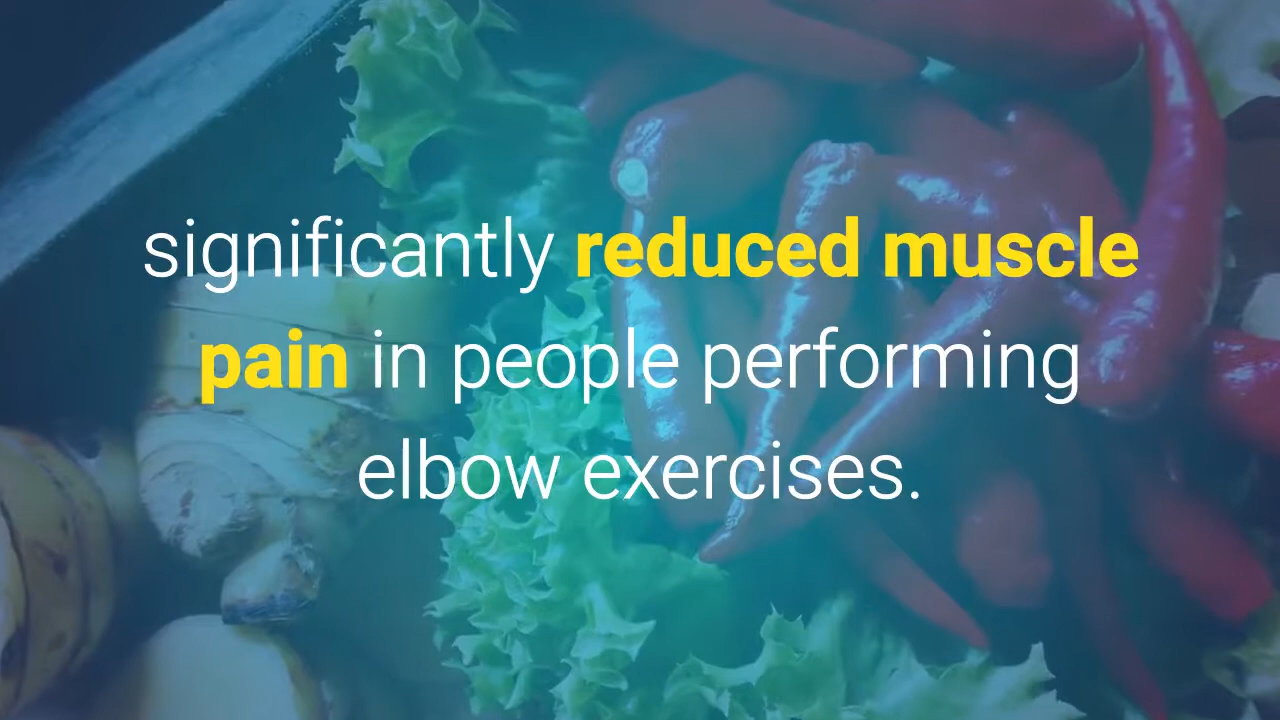 significantly reduced muscle
pain in people performing
elbow exercises.